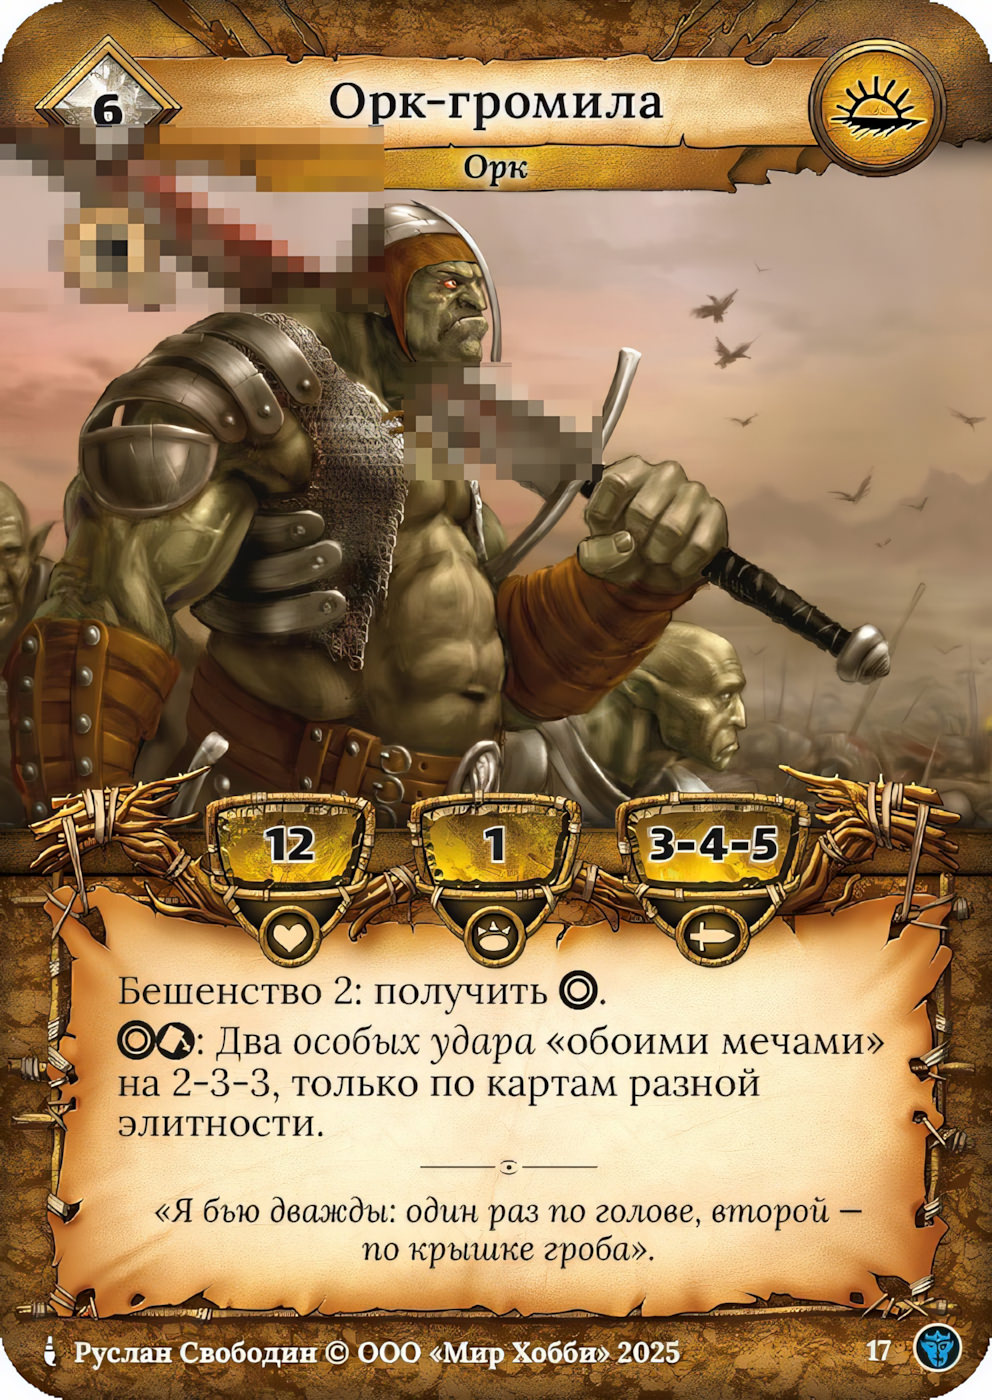 6
Орк-громила
Орк
12
1
3-4-5
Бешенство 2: получить .
: Два особых удара «обоими мечами»
на 2-3-3, только по картам разной
элитности.
«Я бью дважды: один раз по голове, второй —
по крышке гроба».
Руслан Свободин © ООО «Мир Хобби» 2025
17